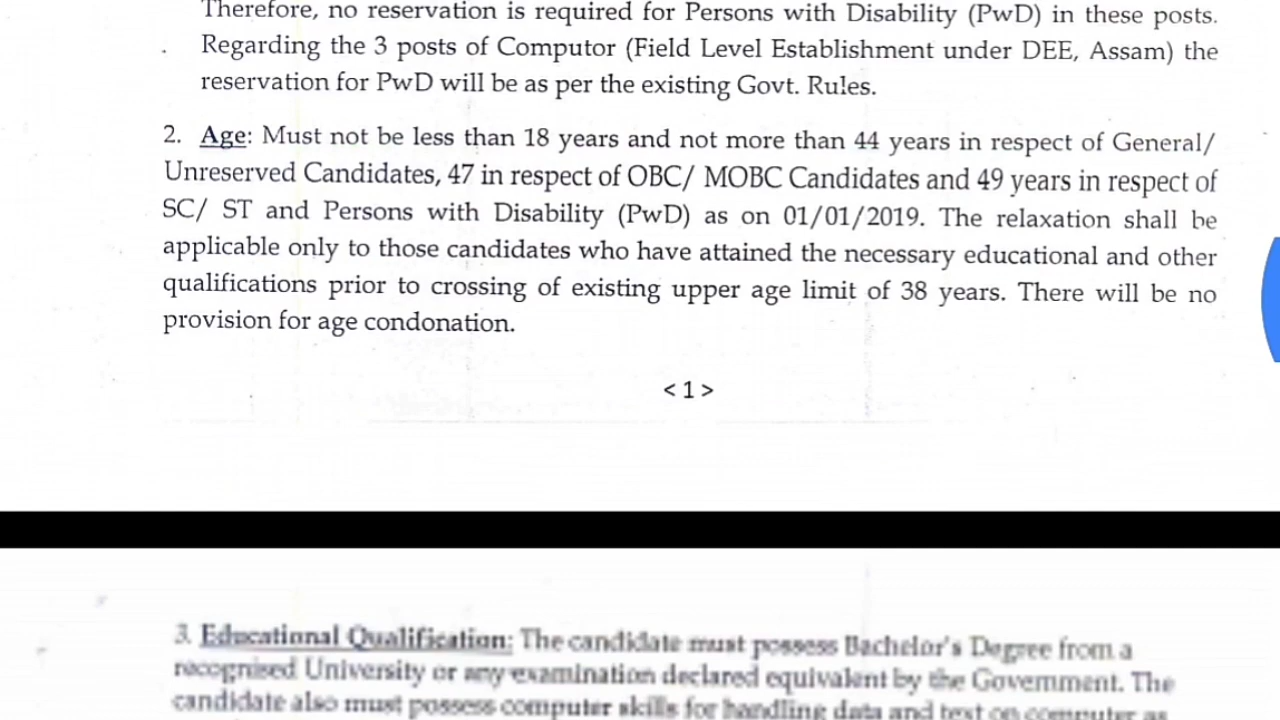 Therefore, no reservation is required for Persons with Disability (PwD) in these posts.
Regarding the 3 posts of Computor (Field Level Establishment under DEE, Assam) the
reservation for PwD will be as per the existing Govt. Rules.
2. Age: Must not be less than 18 years and not more than 44 years in respect of General/
Unreserved Candidates, 47 in respect of OBC/ MOBC Candidates and 49 years in respect of
SC/ ST and Persons with Disability (PwD) as on 01/01/2019. The relaxation shall be
applicable only to those candidates who have attained the necessary educational and other
qualifications prior to crossing of existing upper age limit of 38 years. There will be no
provision for age condonation.
< 1 >
3. Educational Qualification: The candidate must possess Bachelor's Degree from a
recognised University or any examination declared equivalent by the Government. The
candidate also must possess computer skills for handling data and text on computer as